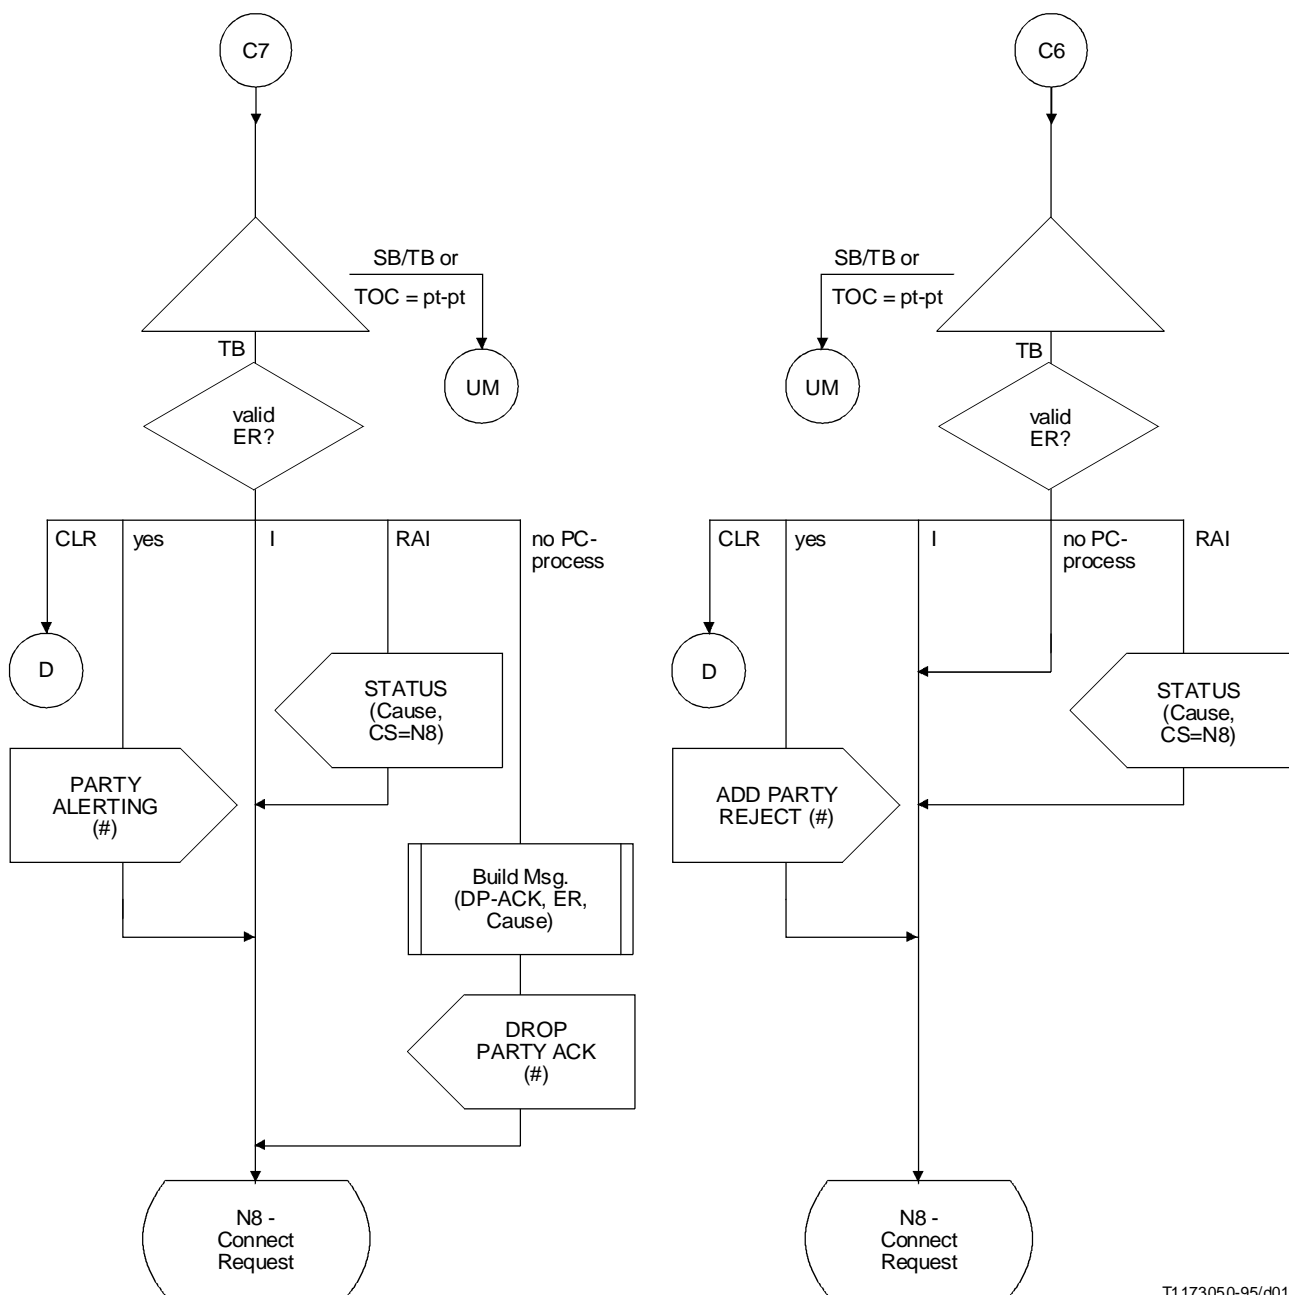 C7
SB/TB or
TOC = pt-pt
TB
UM
valid
ER?
CLR
yes
I
RAI
no PC-
process
D
STATUS
(Cause,
CS=N8)
PARTY
ALERTING
(#)
Build Msg.
(DP-ACK, ER,
Cause)
DROP
PARTY ACK
(#)
N8 -
Connect
Request
C6
SB/TB or
TOC = pt-pt
TB
UM
valid
ER?
CLR
yes
I
no PC-
process
RAI
D
STATUS
(Cause,
CS=N8)
ADD PARTY
REJECT (#)
N8 -
Connect
Request
T1173050-95/d01